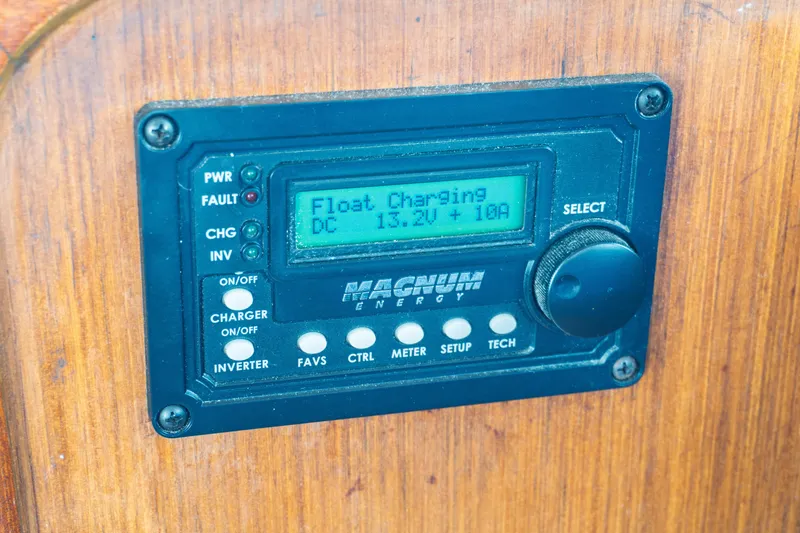 PWR
FAULT
CHG
INV
Float Charging
DC 13.2V + 10A
SELECT
ON/OFF
CHARGER
ON/OFF
INVERTER
MAGNUM
ENERGY
FAVS
CTRL
METER
SETUP
TECH